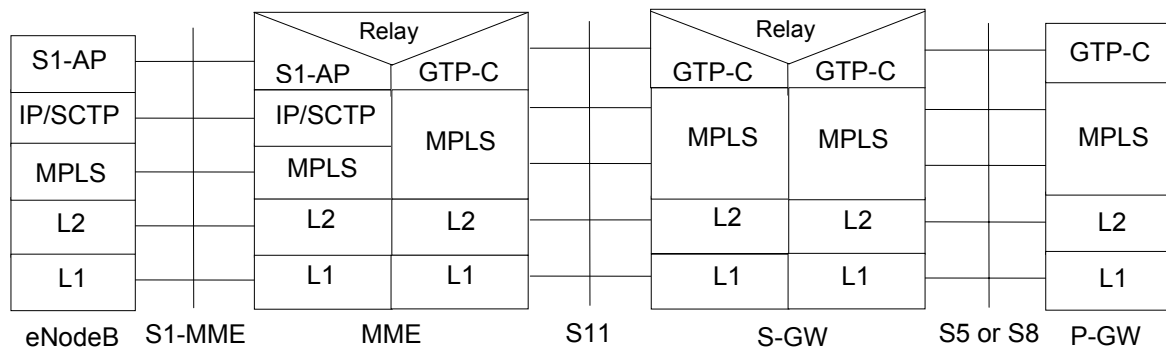 Relay
Relay
S1-AP
S1-AP
GTP-C
GTP-C
GTP-C
GTP-C
IP/SCTP
IP/SCTP
MPLS
MPLS
MPLS
MPLS
MPLS
MPLS
L2
L2
L2
L2
L2
L2
L1
L1
L1
L1
L1
L1
eNodeB
S1-MME
MME
S11
S-GW
S5 or S8
P-GW